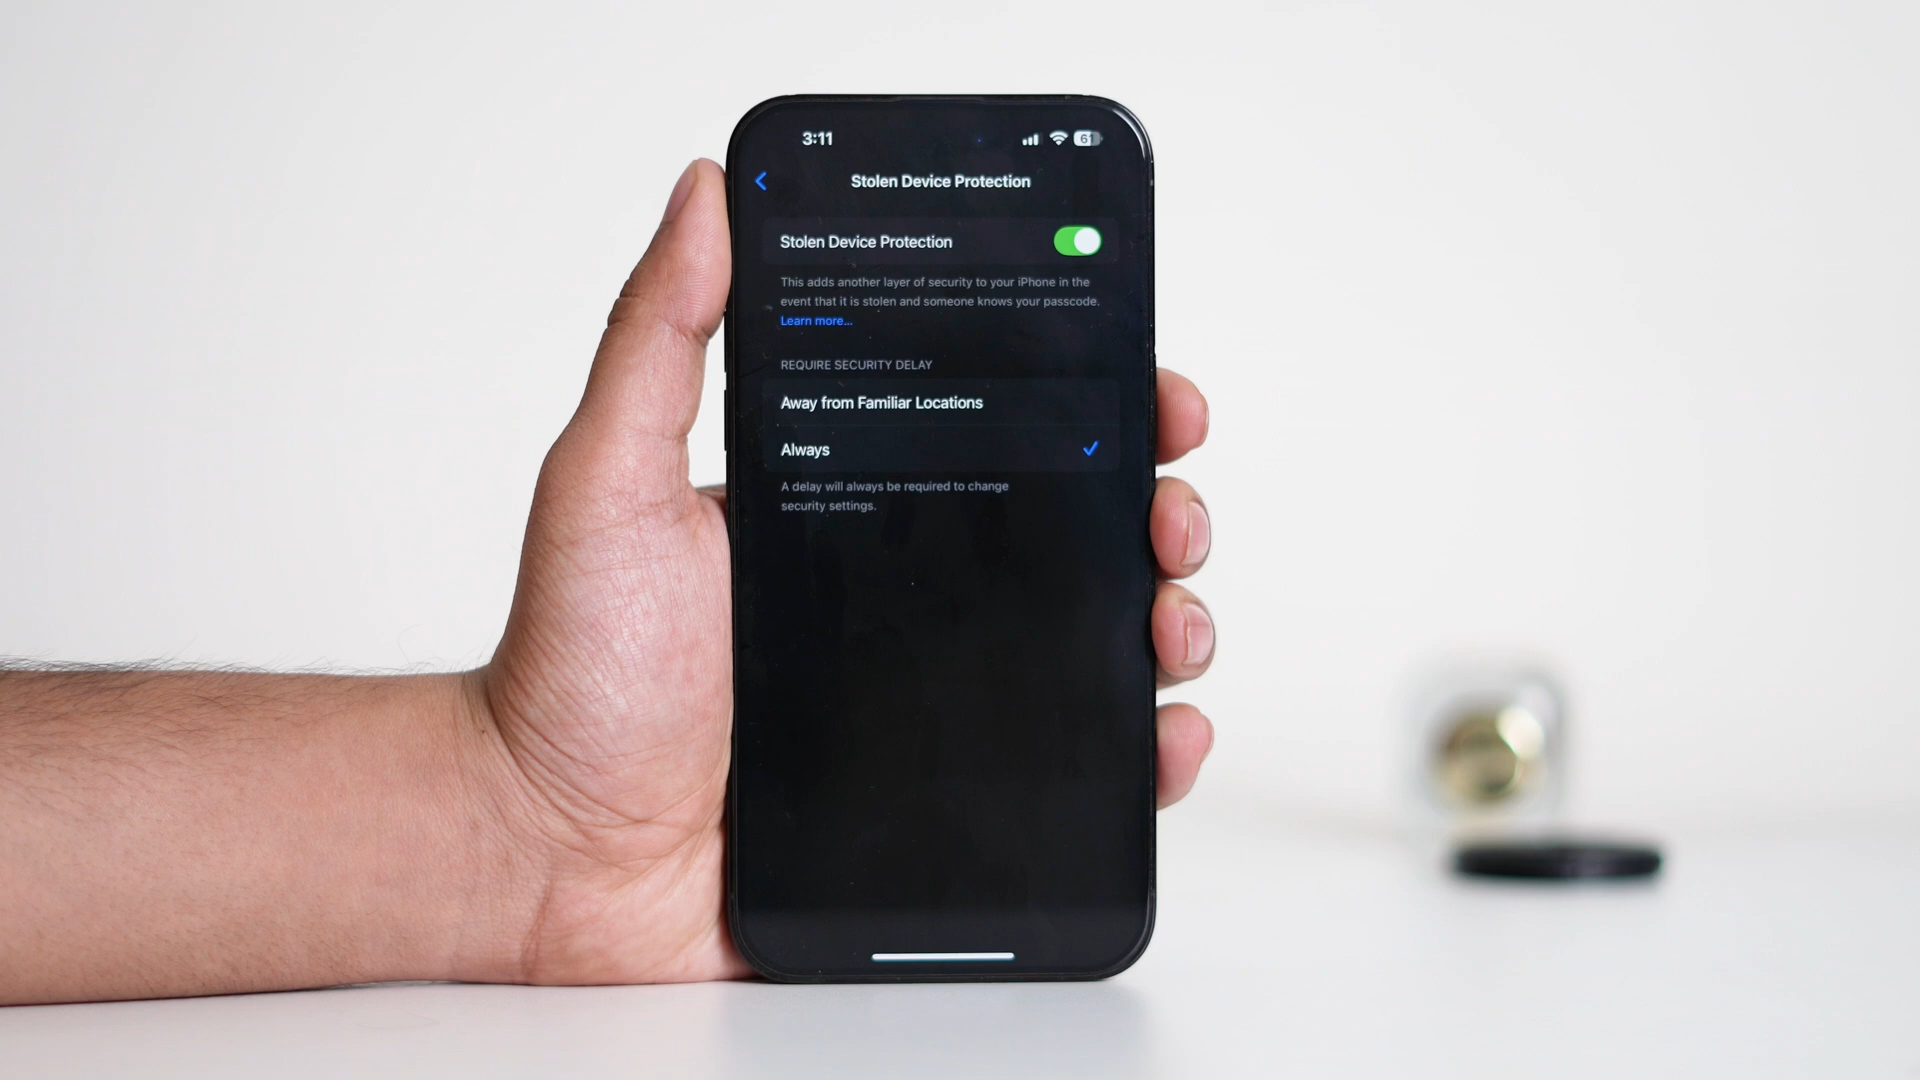 3:11
61
Stolen Device Protection
Stolen Device Protection
This adds another layer of security to your iPhone in the
event that it is stolen and someone knows your passcode.
Learn more...
REQUIRE SECURITY DELAY
Away from Familiar Locations
Always
A delay will always be required to change
security settings.